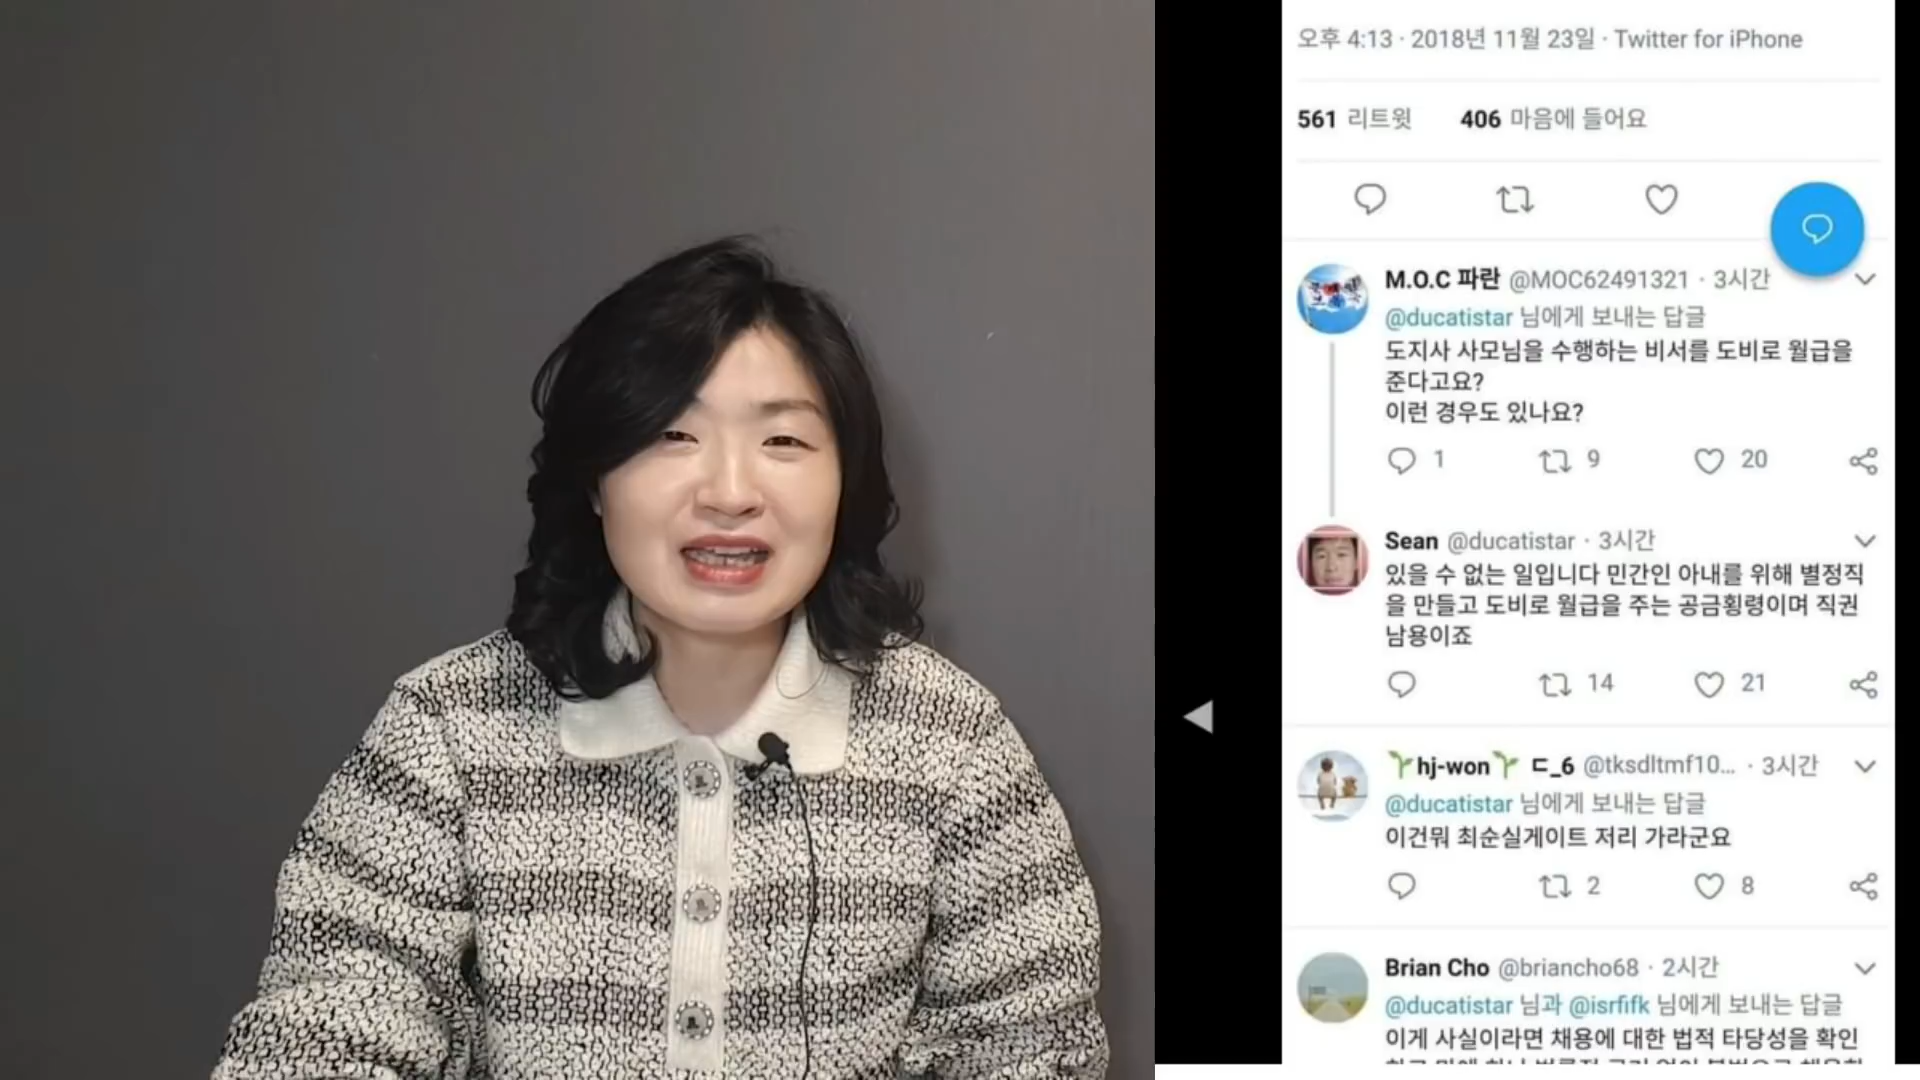 오후 4:13 · 2018년 11월 23일 · Twitter for iPhone
561 리트윗 406 마음에 들어요
M.O.C 파란 @MOC62491321 · 3시간
@ducatistar 님에게 보내는 답글
도지사 사모님을 수행하는 비서를 도비로 월급을
준다고요?
이런 경우도 있나요?
1 9 20
Sean @ducatistar · 3시간
있을 수 없는 일입니다 민간인 아내를 위해 별정직
을 만들고 도비로 월급을 주는 공금횡령이며 직권
남용이죠
14 21
hj-won ㄷ_6 @tksdltmf10... · 3시간
@ducatistar 님에게 보내는 답글
이건뭐 최순실게이트 저리 가라군요
2 8
Brian Cho @briancho68 · 2시간
@ducatistar 님과 @isrfifk 님에게 보내는 답글
이게 사실이라면 채용에 대한 법적 타당성을 확인